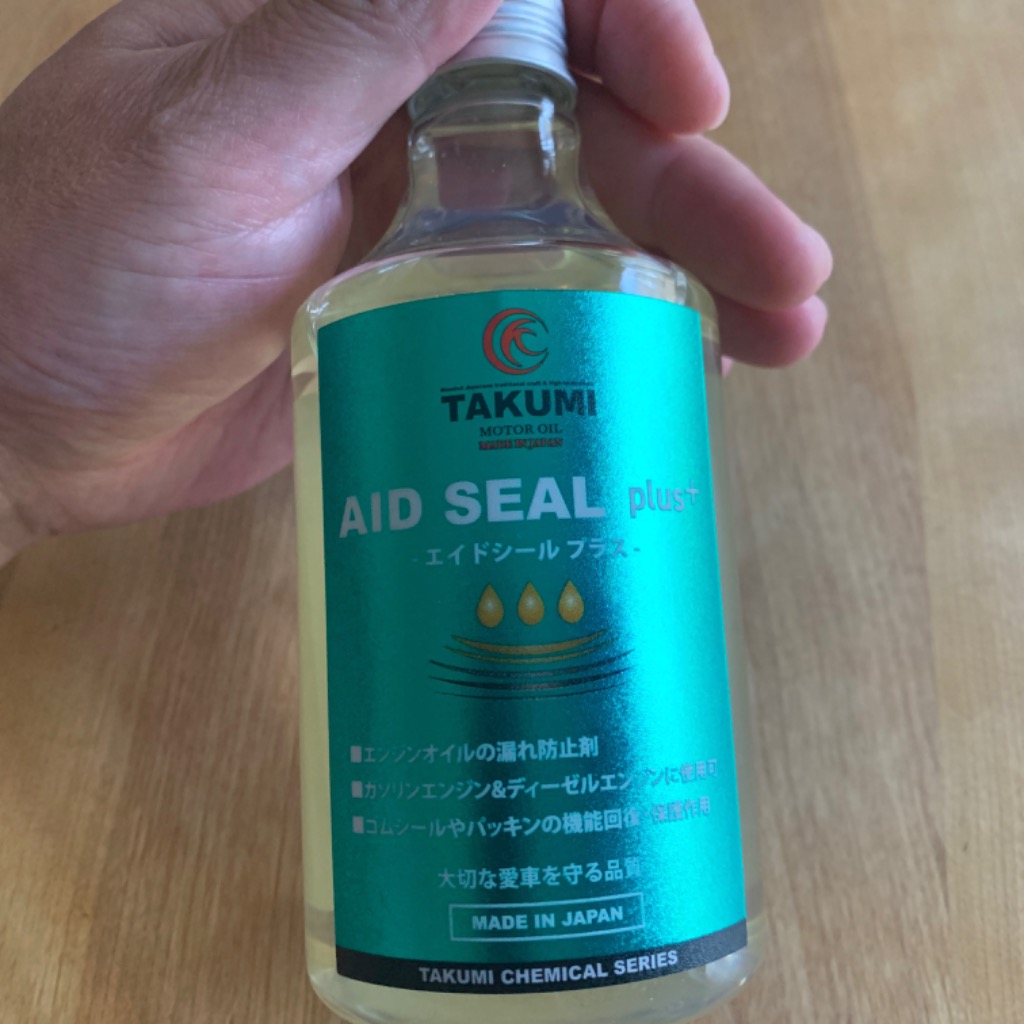 TAKUMI
MOTOR OIL
MADE IN JAPAN
AID SEAL plus+
- エイドシール プラス -
■エンジンオイルの漏れ防止剤
■ガソリンエンジン&ディーゼルエンジンに使用可
■ゴムシールやパッキンの機能回復・保護作用
大切な愛車を守る品質
MADE IN JAPAN
TAKUMI CHEMICAL SERIES